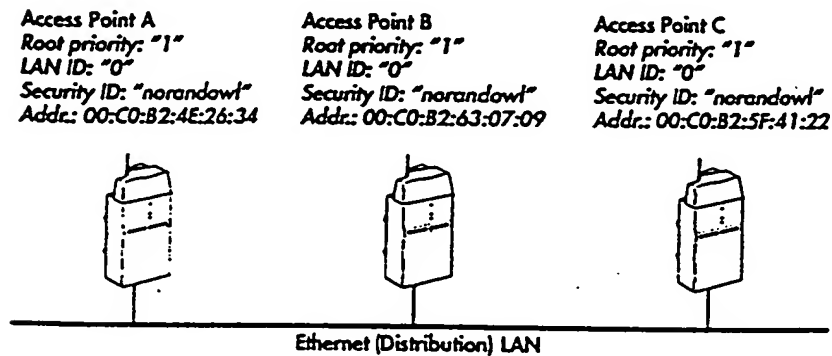 Access Point A
Root priority: "1"
LAN ID: "0"
Security ID: "norandowl"
Addr.: 00:C0:B2:4E:26:34
Access Point B
Root priority: "1"
LAN ID: "0"
Security ID: "norandowl"
Addr.: 00:C0:B2:63:07:09
Access Point C
Root priority: "1"
LAN ID: "0"
Security ID: "norandowl"
Addr.: 00:C0:B2:5F:41:22
Ethernet (Distribution) LAN